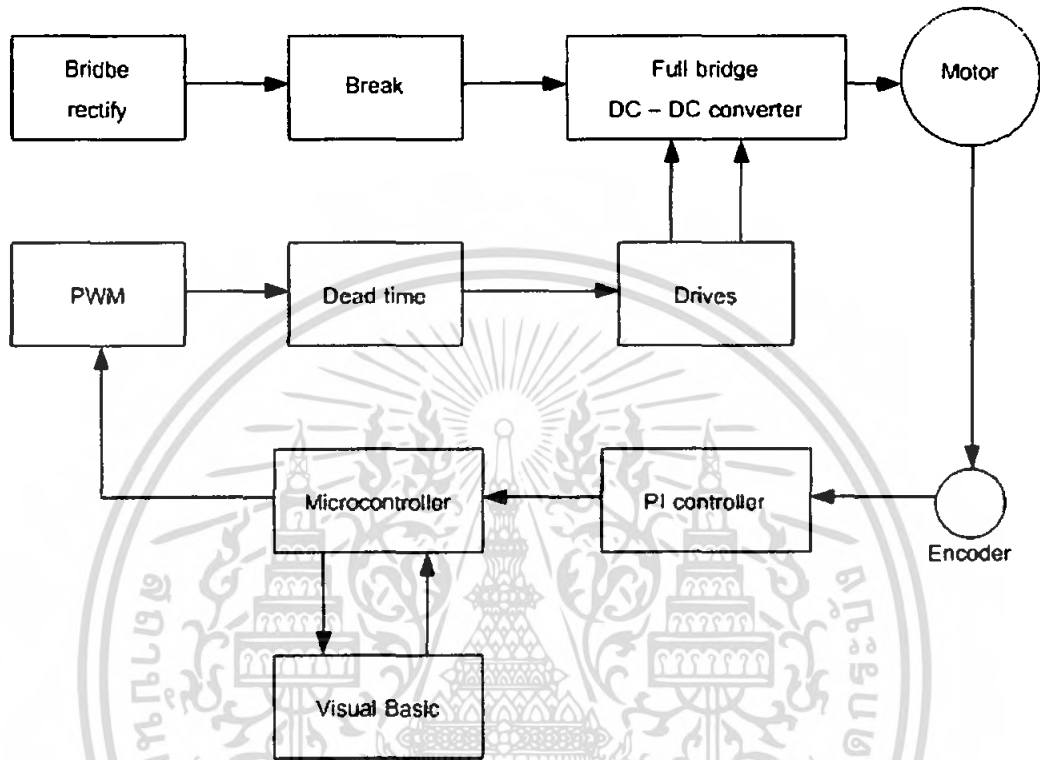 Bridbe
rectify
Break
Full bridge
DC – DC converter
Motor
PWM
Dead time
Drives
Microcontroller
PI controller
Encoder
Visual Basic